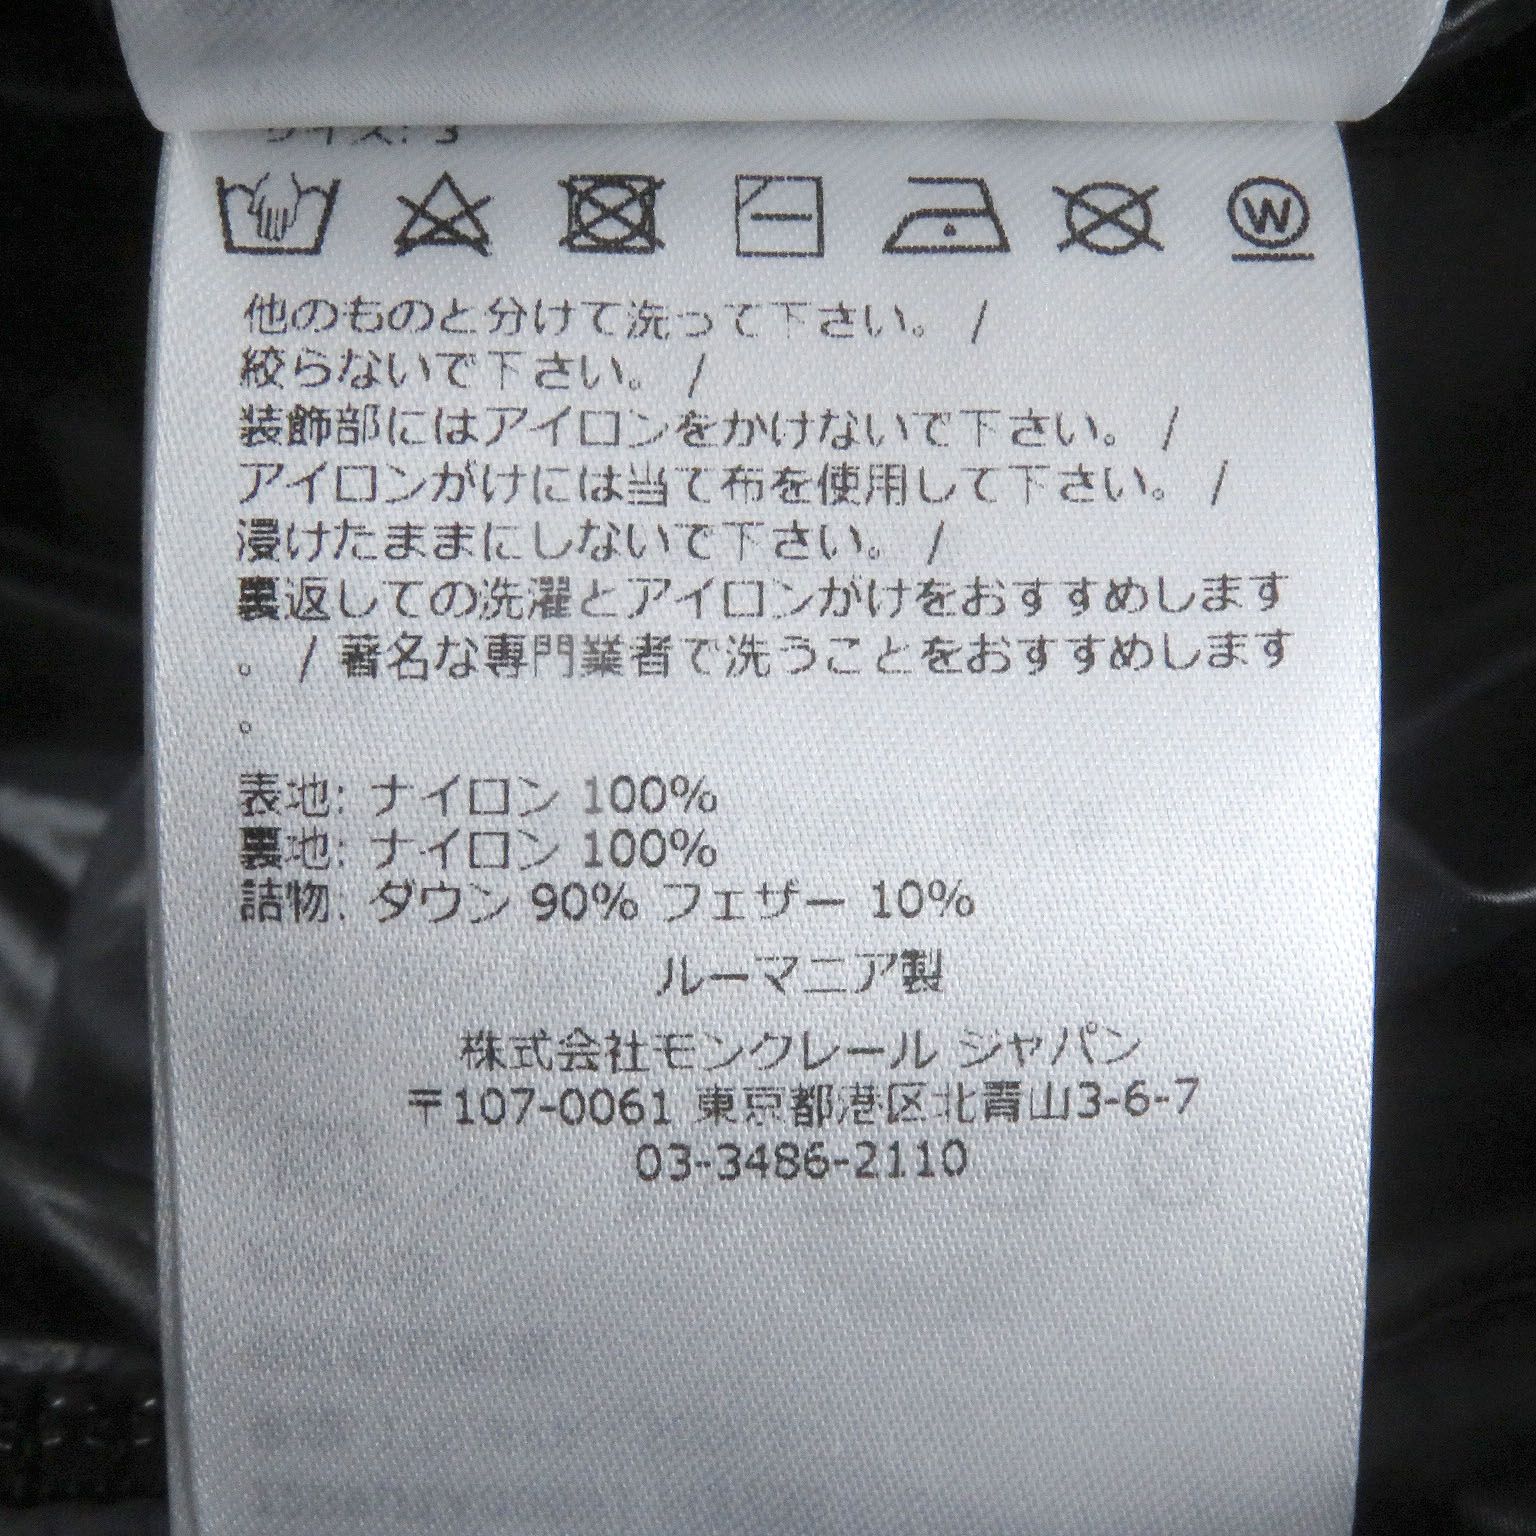 サイズ: 3
W
他のものと分けて洗って下さい。 /
絞らないで下さい。 /
装飾部にはアイロンをかけないで下さい。 /
アイロンがけには当て布を使用して下さい。 /
浸けたままにしないで下さい。 /
裏返しての洗濯とアイロンがけをおすすめします
。 / 著名な専門業者で洗うことをおすすめします
。
表地: ナイロン 100%
裏地: ナイロン 100%
詰物: ダウン 90% フェザー 10%
ルーマニア製
株式会社モンクレール ジャパン
〒107-0061 東京都港区北青山3-6-7
03-3486-2110